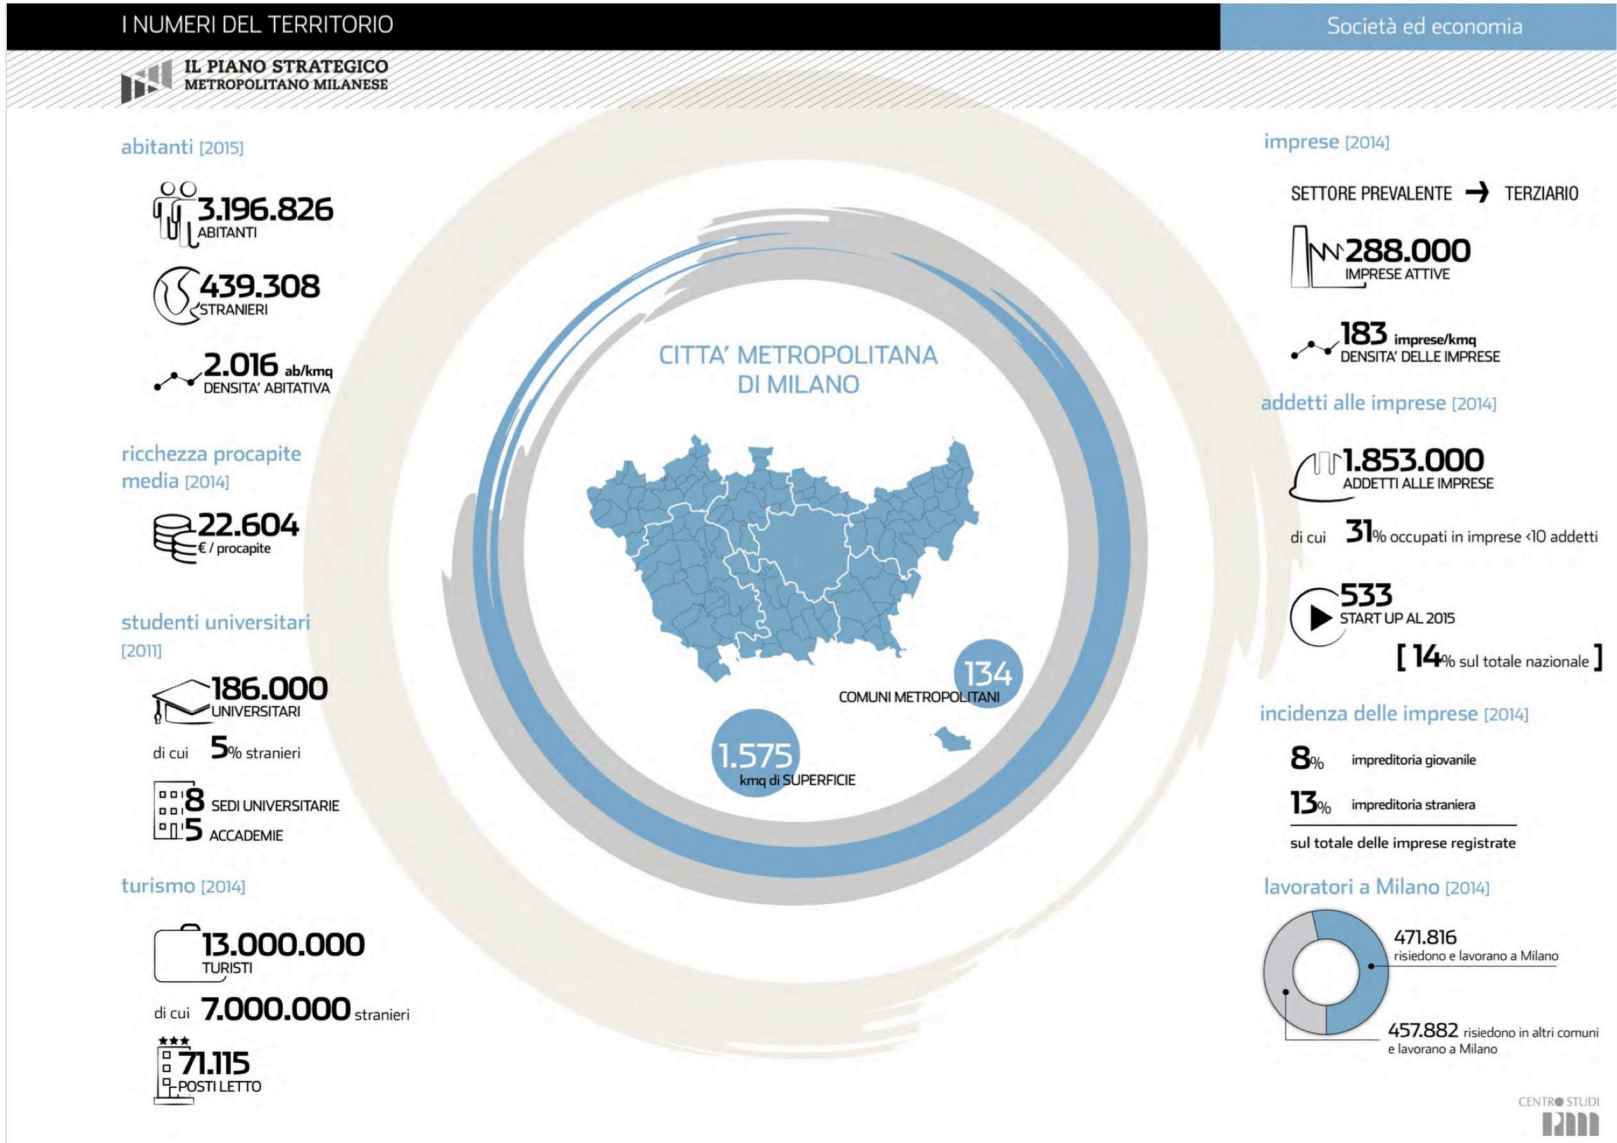 I NUMERI DEL TERRITORIO
Società ed economia
IL PIANO STRATEGICO
METROPOLITANO MILANESE
abitanti [2015]
3.196.826
ABITANTI
439.308
STRANIERI
2.016 ab/kmq
DENSITA' ABITATIVA
ricchezza procapite
media [2014]
22.604
€ / procapite
studenti universitari
[2011]
186.000
UNIVERSITARI
di cui 5% stranieri
8 SEDI UNIVERSITARIE
5 ACCADEMIE
turismo [2014]
13.000.000
TURISTI
di cui 7.000.000 stranieri
71.115
POSTI LETTO
CITTA' METROPOLITANA
DI MILANO
134
COMUNI METROPOLITANI
1.575
kmq di SUPERFICIE
imprese [2014]
SETTORE PREVALENTE → TERZIARIO
288.000
IMPRESE ATTIVE
183 imprese/kmq
DENSITA' DELLE IMPRESE
addetti alle imprese [2014]
1.853.000
ADDETTI ALLE IMPRESE
di cui 31% occupati in imprese <10 addetti
533
START UP AL 2015
[ 14% sul totale nazionale ]
incidenza delle imprese [2014]
8% impreditoria giovanile
13% impreditoria straniera
sul totale delle imprese registrate
lavoratori a Milano [2014]
471.816
risiedono e lavorano a Milano
457.882 risiedono in altri comuni
e lavorano a Milano
CENTRO STUDI
PIM